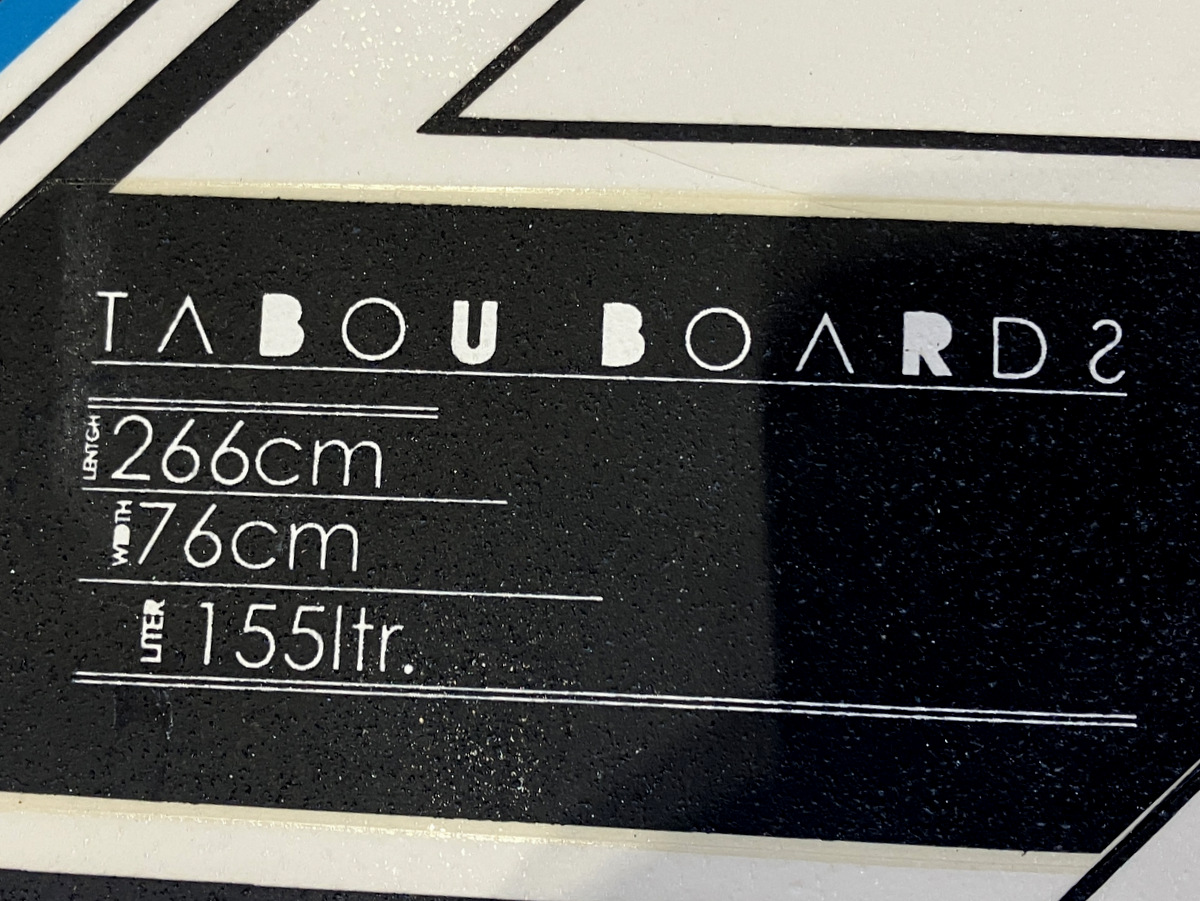 TABOU BOARDS
LENTGH 266cm
WIDTH 76cm
LITER 155ltr.